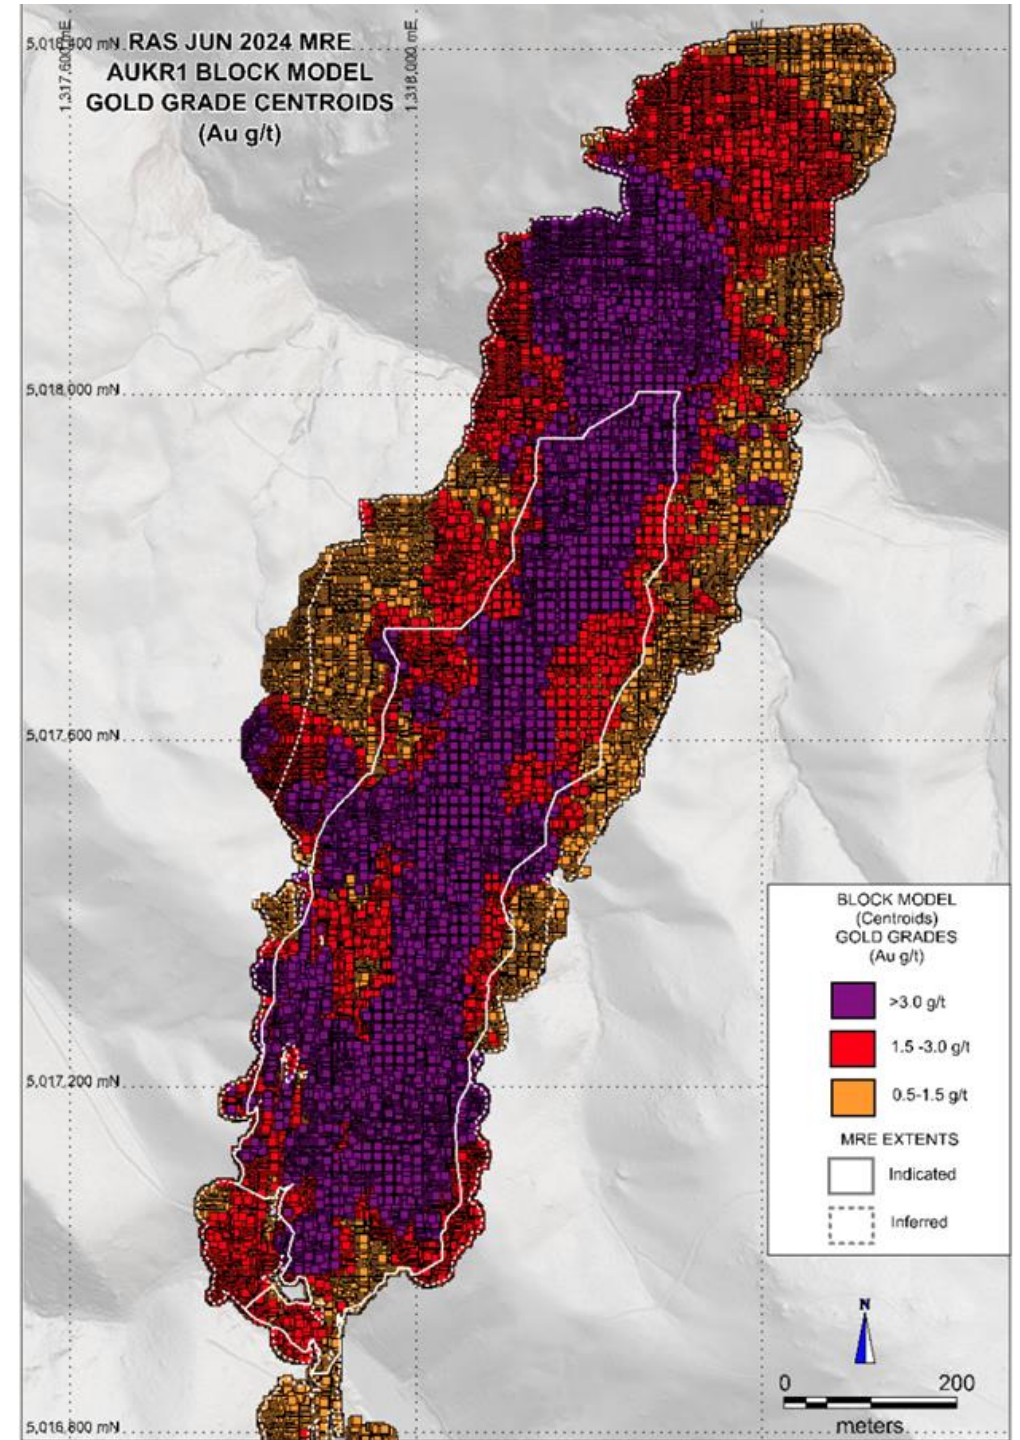 RAS JUN 2024 MRE
AUKR1 BLOCK MODEL
GOLD GRADE CENTROIDS
(Au g/t)
1,317,600 mE
1,318,000 mE
5,018,400 mN
5,018,000 mN
5,017,600 mN
5,017,200 mN
5,016,800 mN
BLOCK MODEL
(Centroids)
GOLD GRADES
(Au g/t)
>3.0 g/t
1.5 -3.0 g/t
0.5-1.5 g/t
MRE EXTENTS
Indicated
Inferred
N
0 200
meters